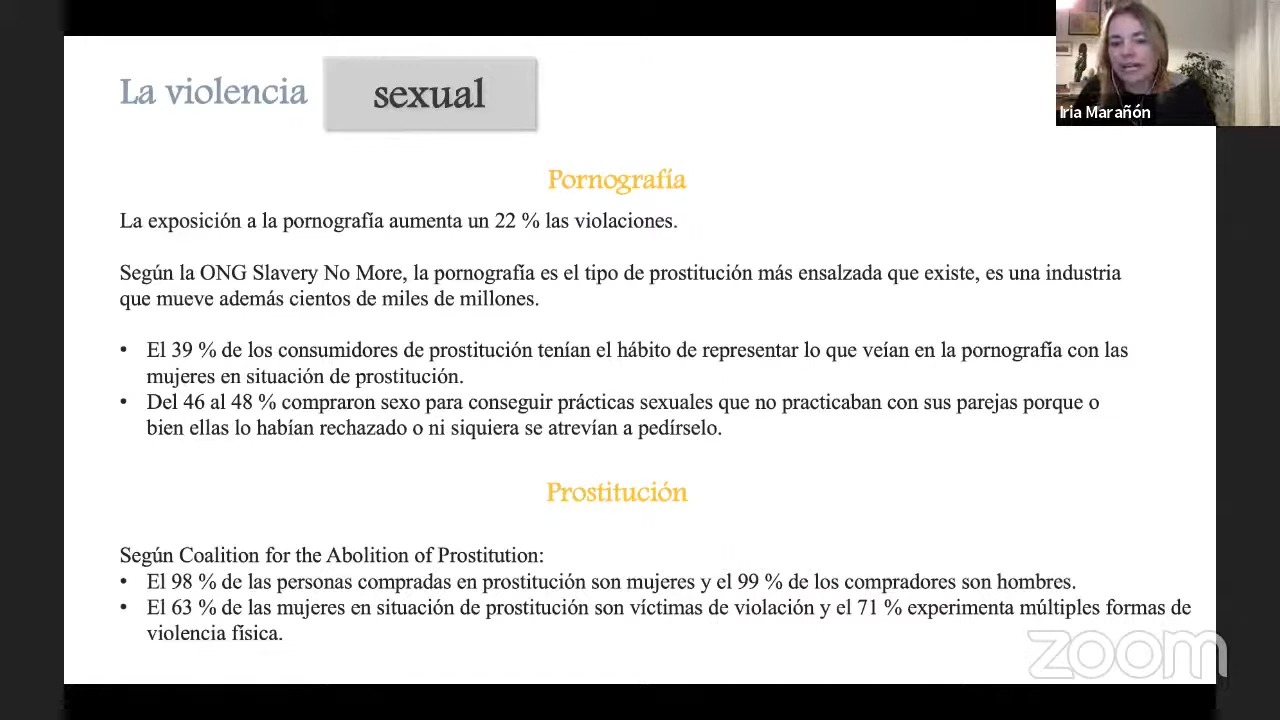 La violencia sexual
Iria Marañón
Pornografía
La exposición a la pornografía aumenta un 22 % las violaciones.
Según la ONG Slavery No More, la pornografía es el tipo de prostitución más ensalzada que existe, es una industria
que mueve además cientos de miles de millones.
• El 39 % de los consumidores de prostitución tenían el hábito de representar lo que veían en la pornografía con las
mujeres en situación de prostitución.
• Del 46 al 48 % compraron sexo para conseguir prácticas sexuales que no practicaban con sus parejas porque o
bien ellas lo habían rechazado o ni siquiera se atrevían a pedírselo.
Prostitución
Según Coalition for the Abolition of Prostitution:
• El 98 % de las personas compradas en prostitución son mujeres y el 99 % de los compradores son hombres.
• El 63 % de las mujeres en situación de prostitución son víctimas de violación y el 71 % experimenta múltiples formas de
violencia física.
zoom